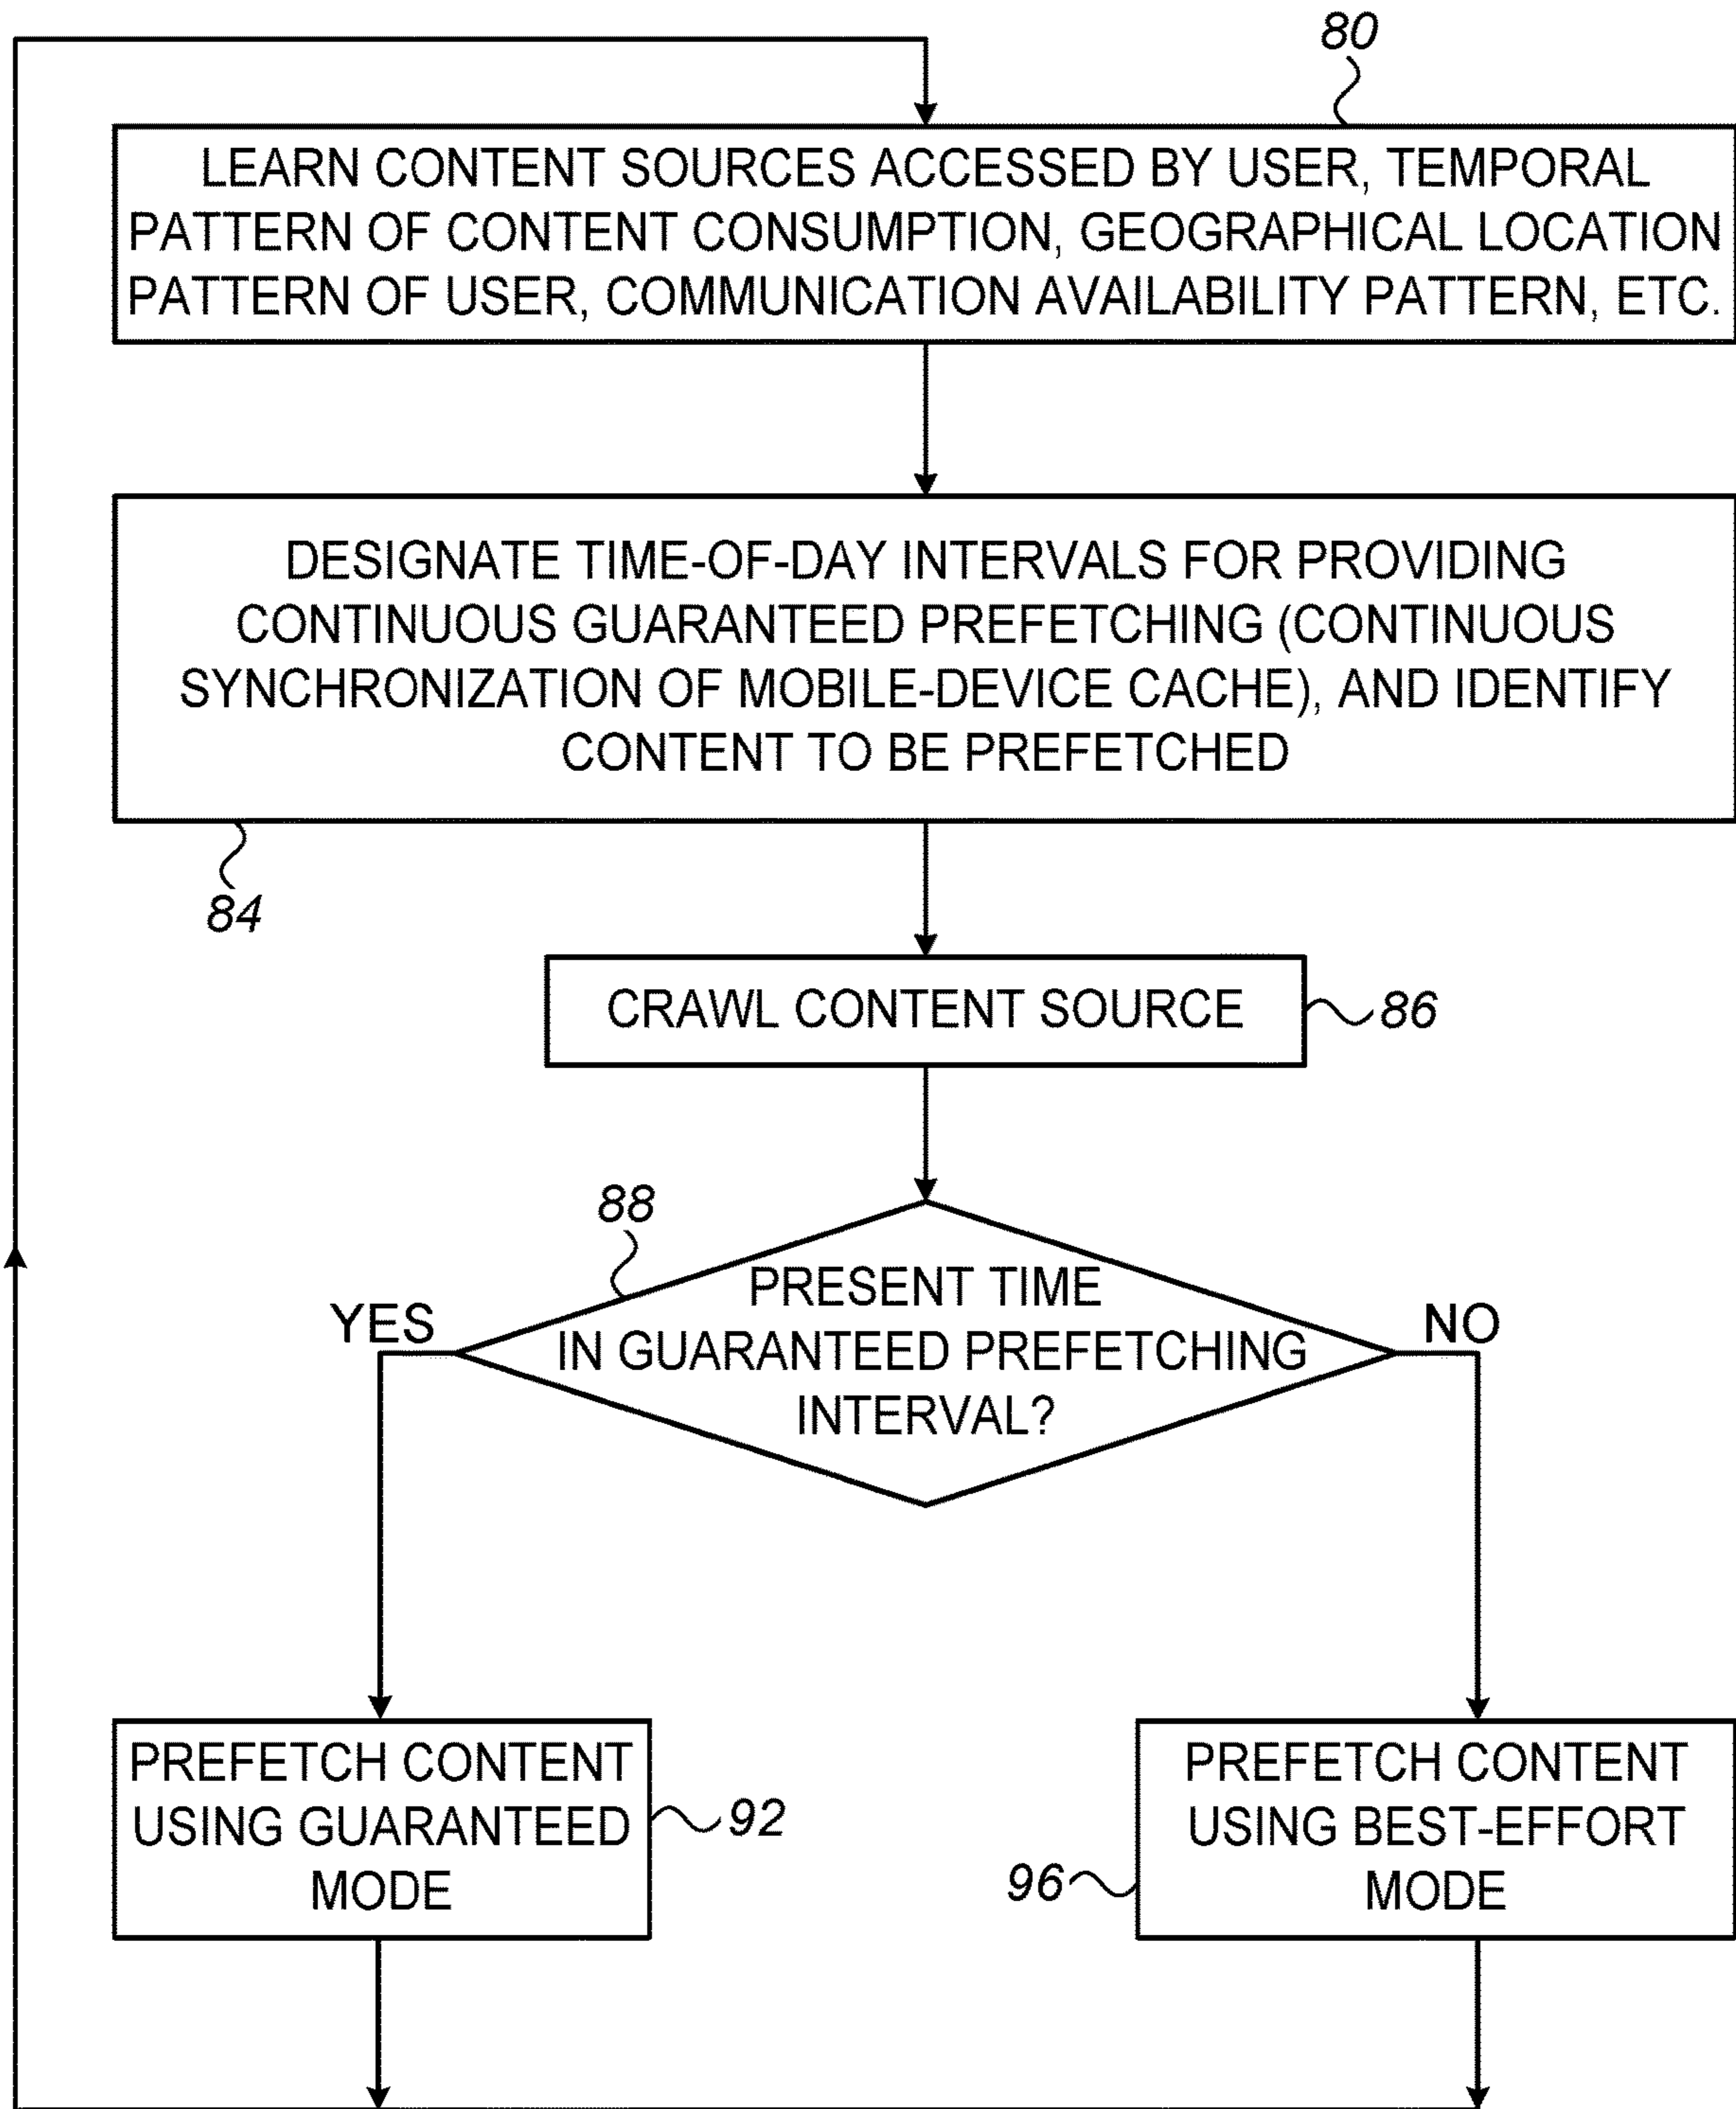 80
LEARN CONTENT SOURCES ACCESSED BY USER, TEMPORAL
PATTERN OF CONTENT CONSUMPTION, GEOGRAPHICAL LOCATION
PATTERN OF USER, COMMUNICATION AVAILABILITY PATTERN, ETC.
DESIGNATE TIME-OF-DAY INTERVALS FOR PROVIDING
CONTINUOUS GUARANTEED PREFETCHING (CONTINUOUS
SYNCHRONIZATION OF MOBILE-DEVICE CACHE), AND IDENTIFY
CONTENT TO BE PREFETCHED
84
CRAWL CONTENT SOURCE
86
88
PRESENT TIME
IN GUARANTEED PREFETCHING
INTERVAL?
YES
NO
PREFETCH CONTENT
USING GUARANTEED
MODE
92
PREFETCH CONTENT
USING BEST-EFFORT
MODE
96